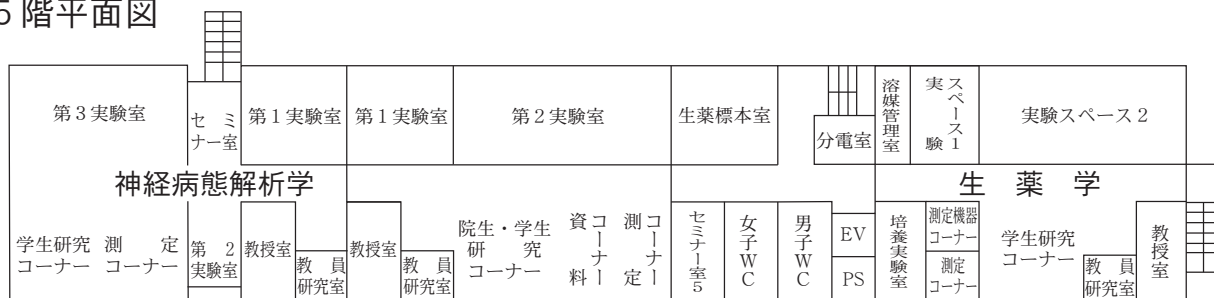 5階平面図
第3実験室
セミ
ナー室
第1実験室
第1実験室
第2実験室
生薬標本室
分電室
溶媒管理室
実験
スペース1
実験スペース2
神経病態解析学
生薬学
学生研究
コーナー
測定
コーナー
第2
実験室
教授室
教員
研究室
教授室
教員
研究室
院生・学生
研究
コーナー
資料
コーナー
測定
コーナー
セミナー室5
女子WC
男子WC
EV
PS
培養実験室
測定機器
コーナー
測定
コーナー
学生研究
コーナー
教員
研究室
教授室